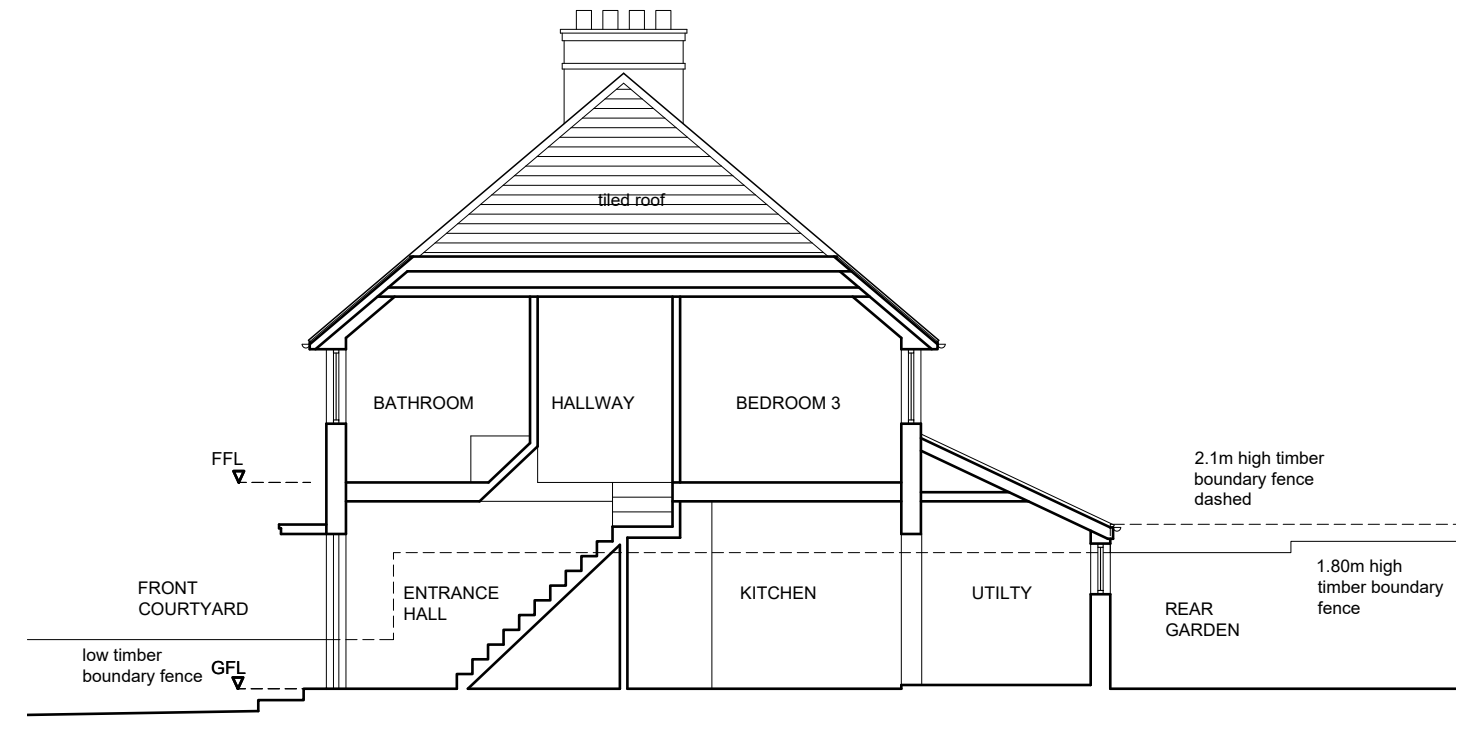 tiled roof
BATHROOM
HALLWAY
BEDROOM 3
FFL
2.1m high timber
boundary fence
dashed
FRONT
COURTYARD
ENTRANCE
HALL
KITCHEN
UTILTY
1.80m high
timber boundary
fence
REAR
GARDEN
low timber
boundary fence
GFL